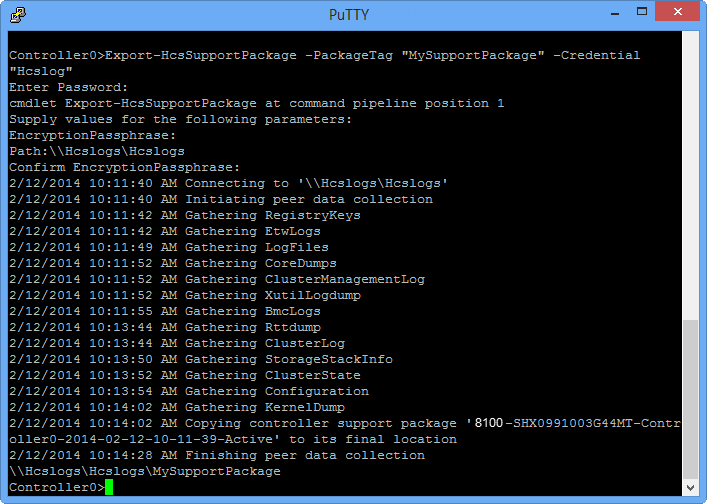 PuTTY
Controller0>Export-HcsSupportPackage -PackageTag "MySupportPackage" -Credential
"Hcslog"
Enter Password:
cmdlet Export-HcsSupportPackage at command pipeline position 1
Supply values for the following parameters:
EncryptionPassphrase:
Path:\\Hcslogs\Hcslogs
Confirm EncryptionPassphrase:
2/12/2014 10:11:40 AM Connecting to '\\Hcslogs\Hcslogs'
2/12/2014 10:11:40 AM Initiating peer data collection
2/12/2014 10:11:42 AM Gathering RegistryKeys
2/12/2014 10:11:42 AM Gathering EtwLogs
2/12/2014 10:11:49 AM Gathering LogFiles
2/12/2014 10:11:52 AM Gathering CoreDumps
2/12/2014 10:11:52 AM Gathering ClusterManagementLog
2/12/2014 10:11:52 AM Gathering XutilLogdump
2/12/2014 10:11:55 AM Gathering BmcLogs
2/12/2014 10:13:44 AM Gathering Rttdump
2/12/2014 10:13:44 AM Gathering ClusterLog
2/12/2014 10:13:50 AM Gathering StorageStackInfo
2/12/2014 10:13:52 AM Gathering ClusterState
2/12/2014 10:13:54 AM Gathering Configuration
2/12/2014 10:14:02 AM Gathering KernelDump
2/12/2014 10:14:02 AM Copying controller support package '8100-SHX0991003G44MT-Contr
oller0-2014-02-12-10-11-39-Active' to its final location
2/12/2014 10:14:28 AM Finishing peer data collection
\\Hcslogs\Hcslogs\MySupportPackage
Controller0>